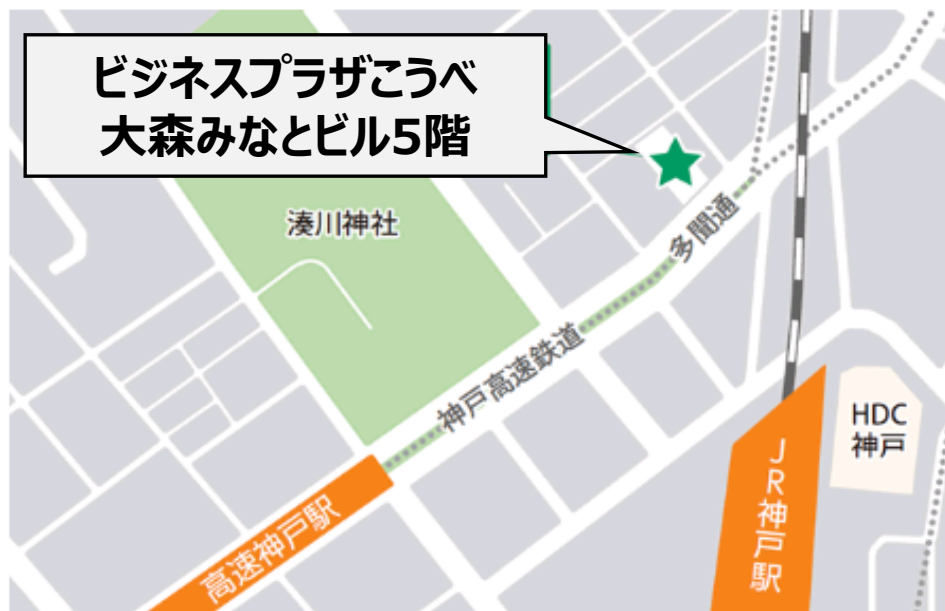 ビジネスプラザこうべ
大森みなとビル5階
湊川神社
多聞通
神戸高速鉄道
HDC
神戸
JR神戸駅
高速神戸駅